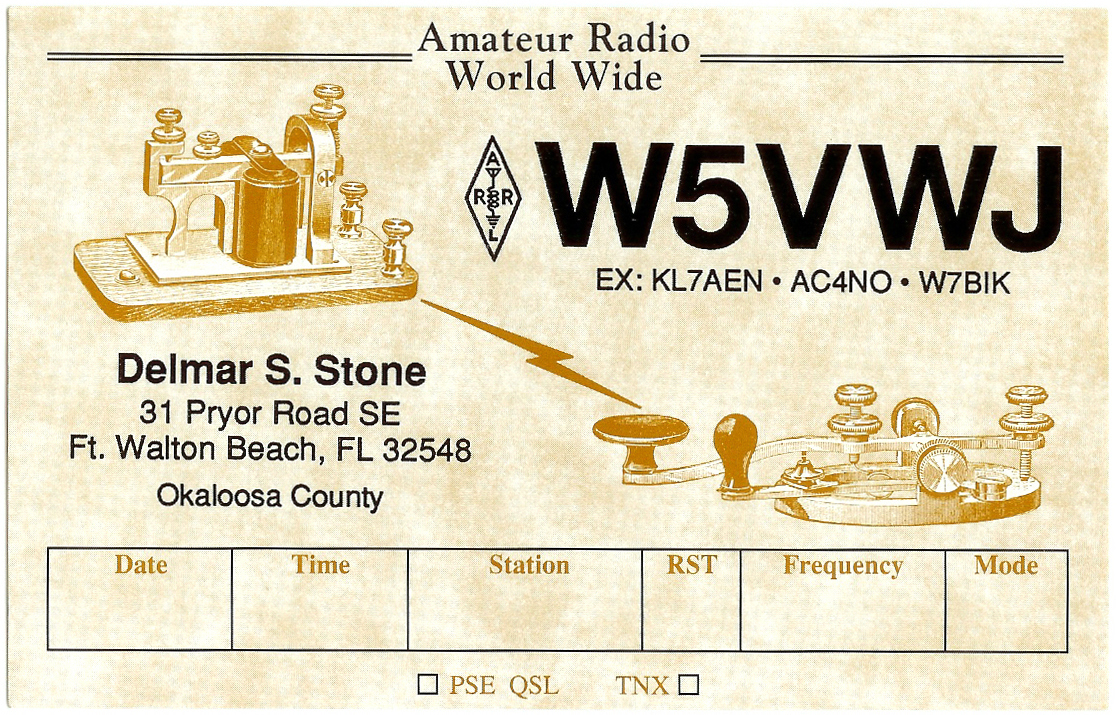 Amateur Radio
World Wide
A
R R
L
W5VWJ
EX: KL7AEN • AC4NO • W7BIK
Delmar S. Stone
31 Pryor Road SE
Ft. Walton Beach, FL 32548
Okaloosa County
Date Time Station RST Frequency Mode
☐ PSE QSL TNX ☐